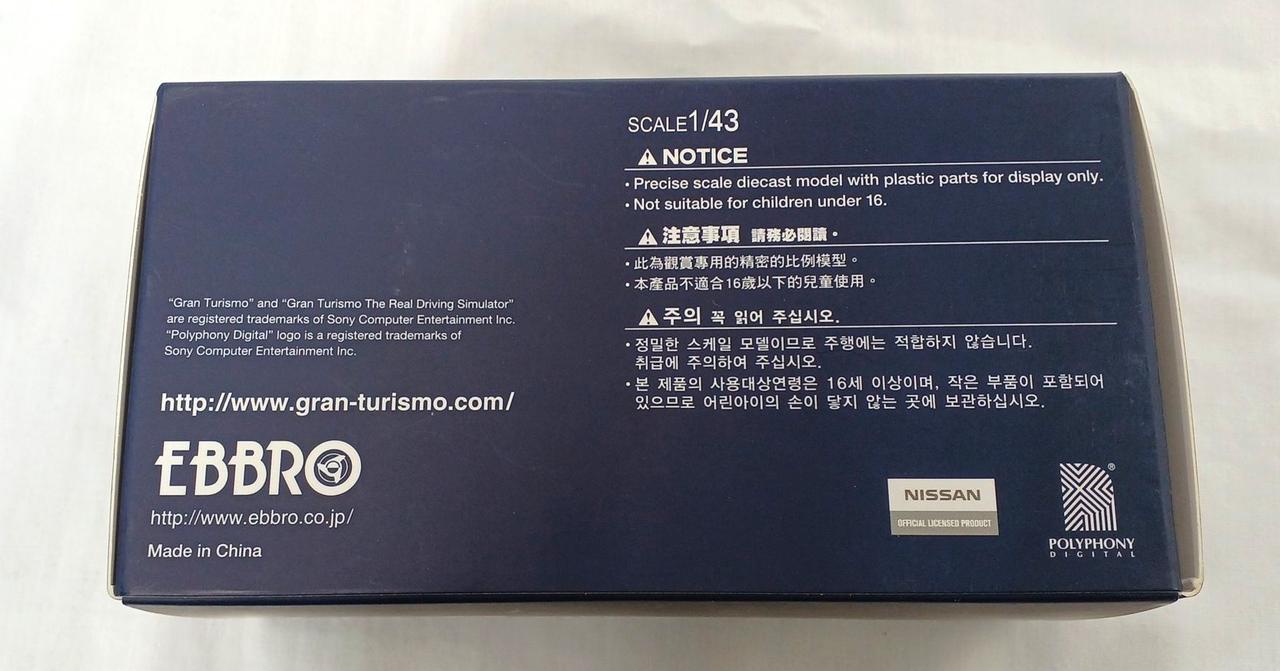 “Gran Turismo” and “Gran Turismo The Real Driving Simulator”
are registered trademarks of Sony Computer Entertainment Inc.
“Polyphony Digital” logo is a registered trademarks of
Sony Computer Entertainment Inc.
http://www.gran-turismo.com/
EBBRO
http://www.ebbro.co.jp/
Made in China
SCALE1/43
⚠ NOTICE
・Precise scale diecast model with plastic parts for display only.
・Not suitable for children under 16.
⚠ 注意事項 請務必閱讀。
・此為觀賞專用的精密的比例模型。
・本產品不適合16歲以下的兒童使用。
⚠ 주의 꼭 읽어 주십시오.
・정밀한 스케일 모델이므로 주행에는 적합하지 않습니다.
취급에 주의하여 주십시오.
・본 제품의 사용대상연령은 16세 이상이며, 작은 부품이 포함되어
있으므로 어린아이의 손이 닿지 않는 곳에 보관하십시오.
NISSAN
OFFICIAL LICENSED PRODUCT
®
POLYPHONY
DIGITAL